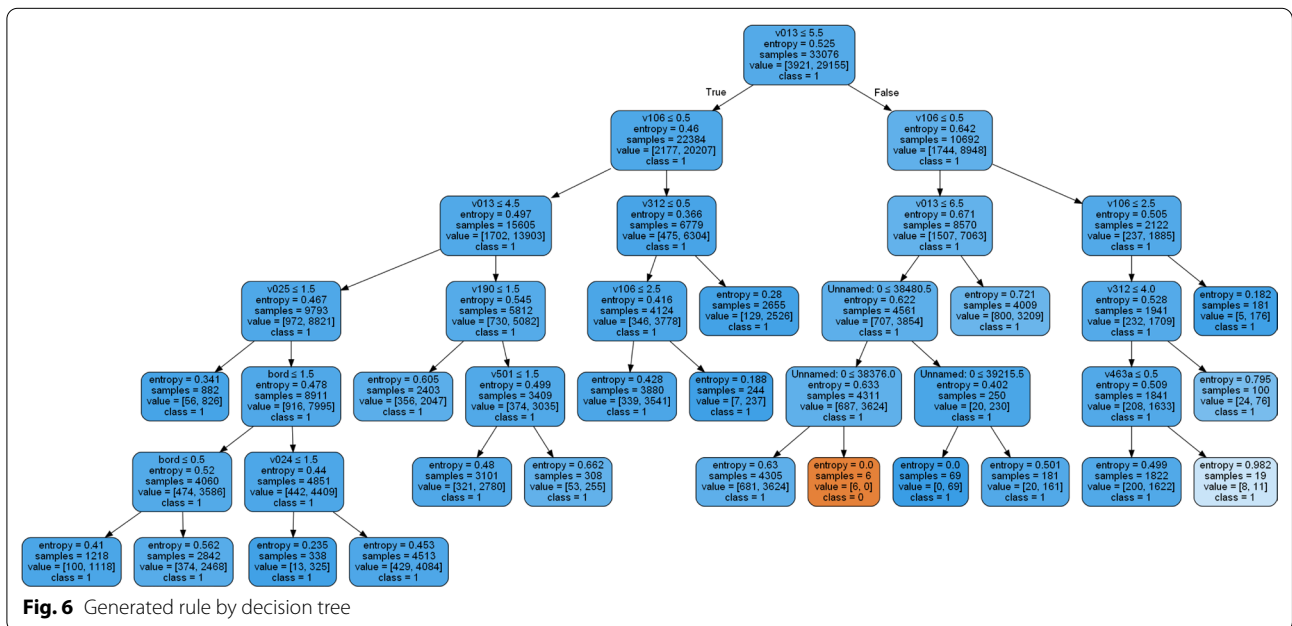 v013 ≤ 5.5
entropy = 0.525
samples = 33076
value = [3921, 29155]
class = 1
True
False
v106 ≤ 0.5
entropy = 0.46
samples = 22384
value = [2177, 20207]
class = 1
v106 ≤ 0.5
entropy = 0.642
samples = 10692
value = [1744, 8948]
class = 1
v013 ≤ 4.5
entropy = 0.497
samples = 15605
value = [1702, 13903]
class = 1
v312 ≤ 0.5
entropy = 0.366
samples = 6779
value = [475, 6304]
class = 1
v013 ≤ 6.5
entropy = 0.671
samples = 8570
value = [1507, 7063]
class = 1
v106 ≤ 2.5
entropy = 0.505
samples = 2122
value = [237, 1885]
class = 1
v025 ≤ 1.5
entropy = 0.467
samples = 9793
value = [972, 8821]
class = 1
v190 ≤ 1.5
entropy = 0.545
samples = 5812
value = [730, 5082]
class = 1
v106 ≤ 2.5
entropy = 0.416
samples = 4124
value = [346, 3778]
class = 1
entropy = 0.28
samples = 2655
value = [129, 2526]
class = 1
Unnamed: 0 ≤ 38480.5
entropy = 0.622
samples = 4561
value = [707, 3854]
class = 1
entropy = 0.721
samples = 4009
value = [800, 3209]
class = 1
v312 ≤ 4.0
entropy = 0.528
samples = 1941
value = [232, 1709]
class = 1
entropy = 0.182
samples = 181
value = [5, 176]
class = 1
entropy = 0.341
samples = 882
value = [56, 826]
class = 1
bord ≤ 1.5
entropy = 0.478
samples = 8911
value = [916, 7995]
class = 1
entropy = 0.605
samples = 2403
value = [356, 2047]
class = 1
v501 ≤ 1.5
entropy = 0.499
samples = 3409
value = [374, 3035]
class = 1
entropy = 0.428
samples = 3880
value = [339, 3541]
class = 1
entropy = 0.188
samples = 244
value = [7, 237]
class = 1
Unnamed: 0 ≤ 38376.0
entropy = 0.633
samples = 4311
value = [687, 3624]
class = 1
Unnamed: 0 ≤ 39215.5
entropy = 0.402
samples = 250
value = [20, 230]
class = 1
v463a ≤ 0.5
entropy = 0.509
samples = 1841
value = [208, 1633]
class = 1
entropy = 0.795
samples = 100
value = [24, 76]
class = 1
bord ≤ 0.5
entropy = 0.52
samples = 4060
value = [474, 3586]
class = 1
v024 ≤ 1.5
entropy = 0.44
samples = 4851
value = [442, 4409]
class = 1
entropy = 0.48
samples = 3101
value = [321, 2780]
class = 1
entropy = 0.662
samples = 308
value = [53, 255]
class = 1
entropy = 0.63
samples = 4305
value = [681, 3624]
class = 1
entropy = 0.0
samples = 6
value = [6, 0]
class = 0
entropy = 0.0
samples = 69
value = [0, 69]
class = 1
entropy = 0.501
samples = 181
value = [20, 161]
class = 1
entropy = 0.499
samples = 1822
value = [200, 1622]
class = 1
entropy = 0.982
samples = 19
value = [8, 11]
class = 1
entropy = 0.41
samples = 1218
value = [100, 1118]
class = 1
entropy = 0.562
samples = 2842
value = [374, 2468]
class = 1
entropy = 0.235
samples = 338
value = [13, 325]
class = 1
entropy = 0.453
samples = 4513
value = [429, 4084]
class = 1
Fig. 6 Generated rule by decision tree